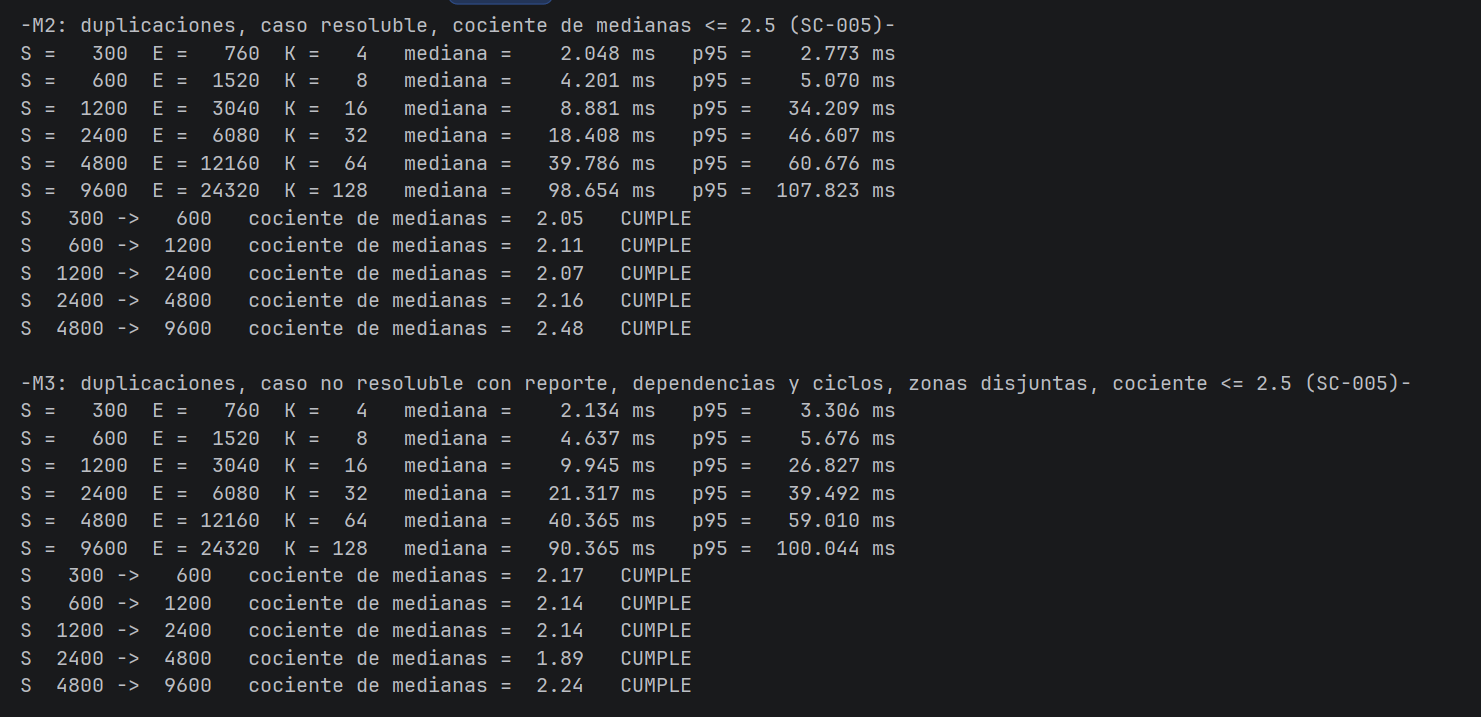 -M2: duplicaciones, caso resoluble, cociente de medianas <= 2.5 (SC-005)-
S =   300  E =   760  K =   4   mediana =    2.048 ms   p95 =    2.773 ms
S =   600  E =  1520  K =   8   mediana =    4.201 ms   p95 =    5.070 ms
S =  1200  E =  3040  K =  16   mediana =    8.881 ms   p95 =   34.209 ms
S =  2400  E =  6080  K =  32   mediana =   18.408 ms   p95 =   46.607 ms
S =  4800  E = 12160  K =  64   mediana =   39.786 ms   p95 =   60.676 ms
S =  9600  E = 24320  K = 128   mediana =   98.654 ms   p95 =  107.823 ms
S   300 ->   600   cociente de medianas =  2.05   CUMPLE
S   600 ->  1200   cociente de medianas =  2.11   CUMPLE
S  1200 ->  2400   cociente de medianas =  2.07   CUMPLE
S  2400 ->  4800   cociente de medianas =  2.16   CUMPLE
S  4800 ->  9600   cociente de medianas =  2.48   CUMPLE

-M3: duplicaciones, caso no resoluble con reporte, dependencias y ciclos, zonas disjuntas, cociente <= 2.5 (SC-005)-
S =   300  E =   760  K =   4   mediana =    2.134 ms   p95 =    3.306 ms
S =   600  E =  1520  K =   8   mediana =    4.637 ms   p95 =    5.676 ms
S =  1200  E =  3040  K =  16   mediana =    9.945 ms   p95 =   26.827 ms
S =  2400  E =  6080  K =  32   mediana =   21.317 ms   p95 =   39.492 ms
S =  4800  E = 12160  K =  64   mediana =   40.365 ms   p95 =   59.010 ms
S =  9600  E = 24320  K = 128   mediana =   90.365 ms   p95 =  100.044 ms
S   300 ->   600   cociente de medianas =  2.17   CUMPLE
S   600 ->  1200   cociente de medianas =  2.14   CUMPLE
S  1200 ->  2400   cociente de medianas =  2.14   CUMPLE
S  2400 ->  4800   cociente de medianas =  1.89   CUMPLE
S  4800 ->  9600   cociente de medianas =  2.24   CUMPLE